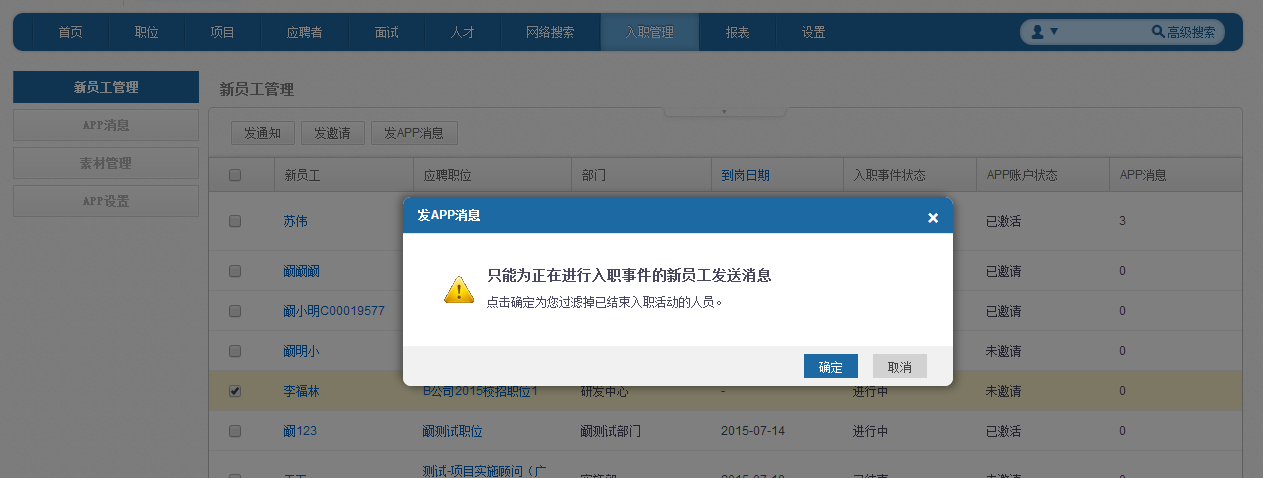 首页 职位 项目 应聘者 面试 人才 网络搜索 入职管理 报表 设置 高级搜索
新员工管理
APP消息
素材管理
APP设置
新员工管理
发通知 发邀请 发APP消息
新员工 应聘职位 部门 到岗日期 入职事件状态 APP账户状态 APP消息
苏伟 已激活 3
阚阚阚 已邀请 0
阚小明C00019577 已邀请 0
阚明小 未邀请 0
李福林 B公司2015校招职位1 研发中心 - 进行中 未邀请 0
阚123 阚测试职位 阚测试部门 2015-07-14 进行中 已激活 0
测试-项目实施顾问（广
发APP消息
只能为正在进行入职事件的新员工发送消息
点击确定为您过滤掉已结束入职活动的人员。
确定 取消